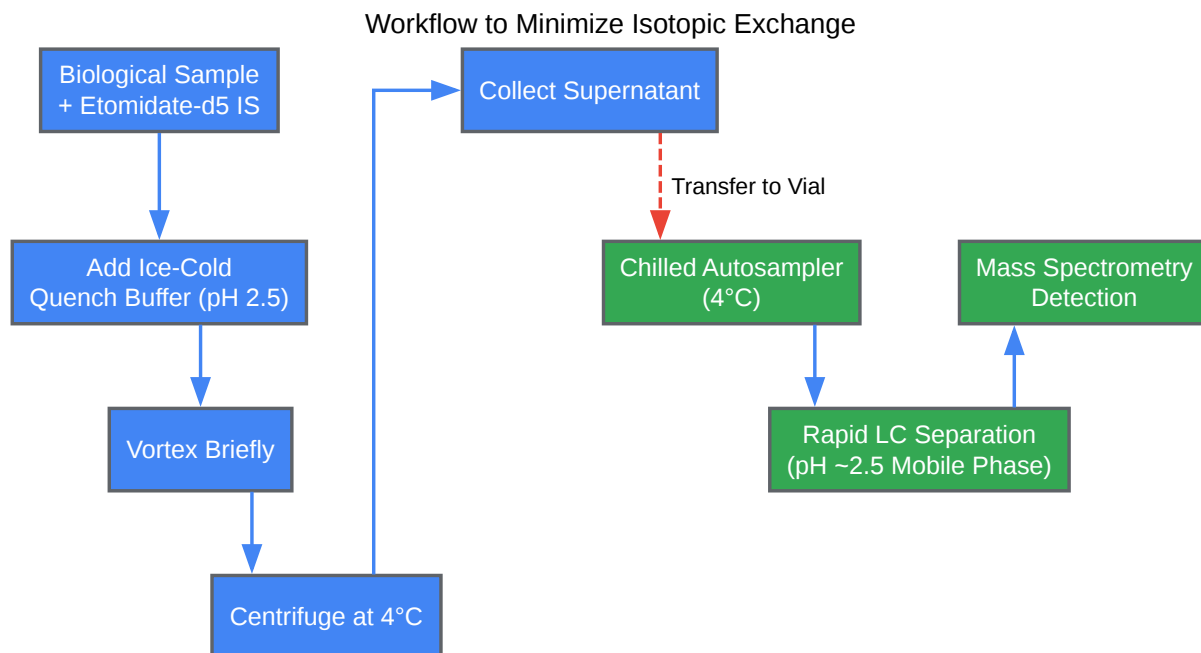 Workflow to Minimize Isotopic Exchange
Biological Sample
+ Etomidate-d5 IS
Add Ice-Cold
Quench Buffer (pH 2.5)
Vortex Briefly
Centrifuge at 4°C
Collect Supernatant
Transfer to Vial
Chilled Autosampler
(4°C)
Rapid LC Separation
(pH ~2.5 Mobile Phase)
Mass Spectrometry
Detection